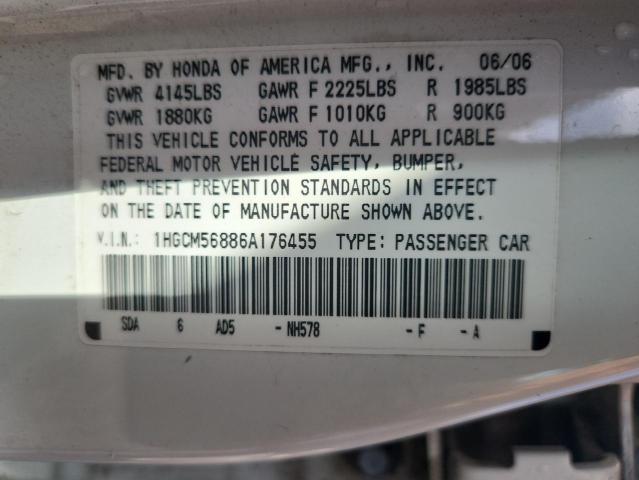 MFD. BY HONDA OF AMERICA MFG., INC. 06/06
GVWR 4145LBS GAWR F 2225LBS R 1985LBS
GVWR 1880KG GAWR F 1010KG R 900KG
THIS VEHICLE CONFORMS TO ALL APPLICABLE
FEDERAL MOTOR VEHICLE SAFETY, BUMPER,
AND THEFT PREVENTION STANDARDS IN EFFECT
ON THE DATE OF MANUFACTURE SHOWN ABOVE.
V.I.N.: 1HGCM56886A176455 TYPE: PASSENGER CAR
SDA 6 AD5 -NH578 -F -A